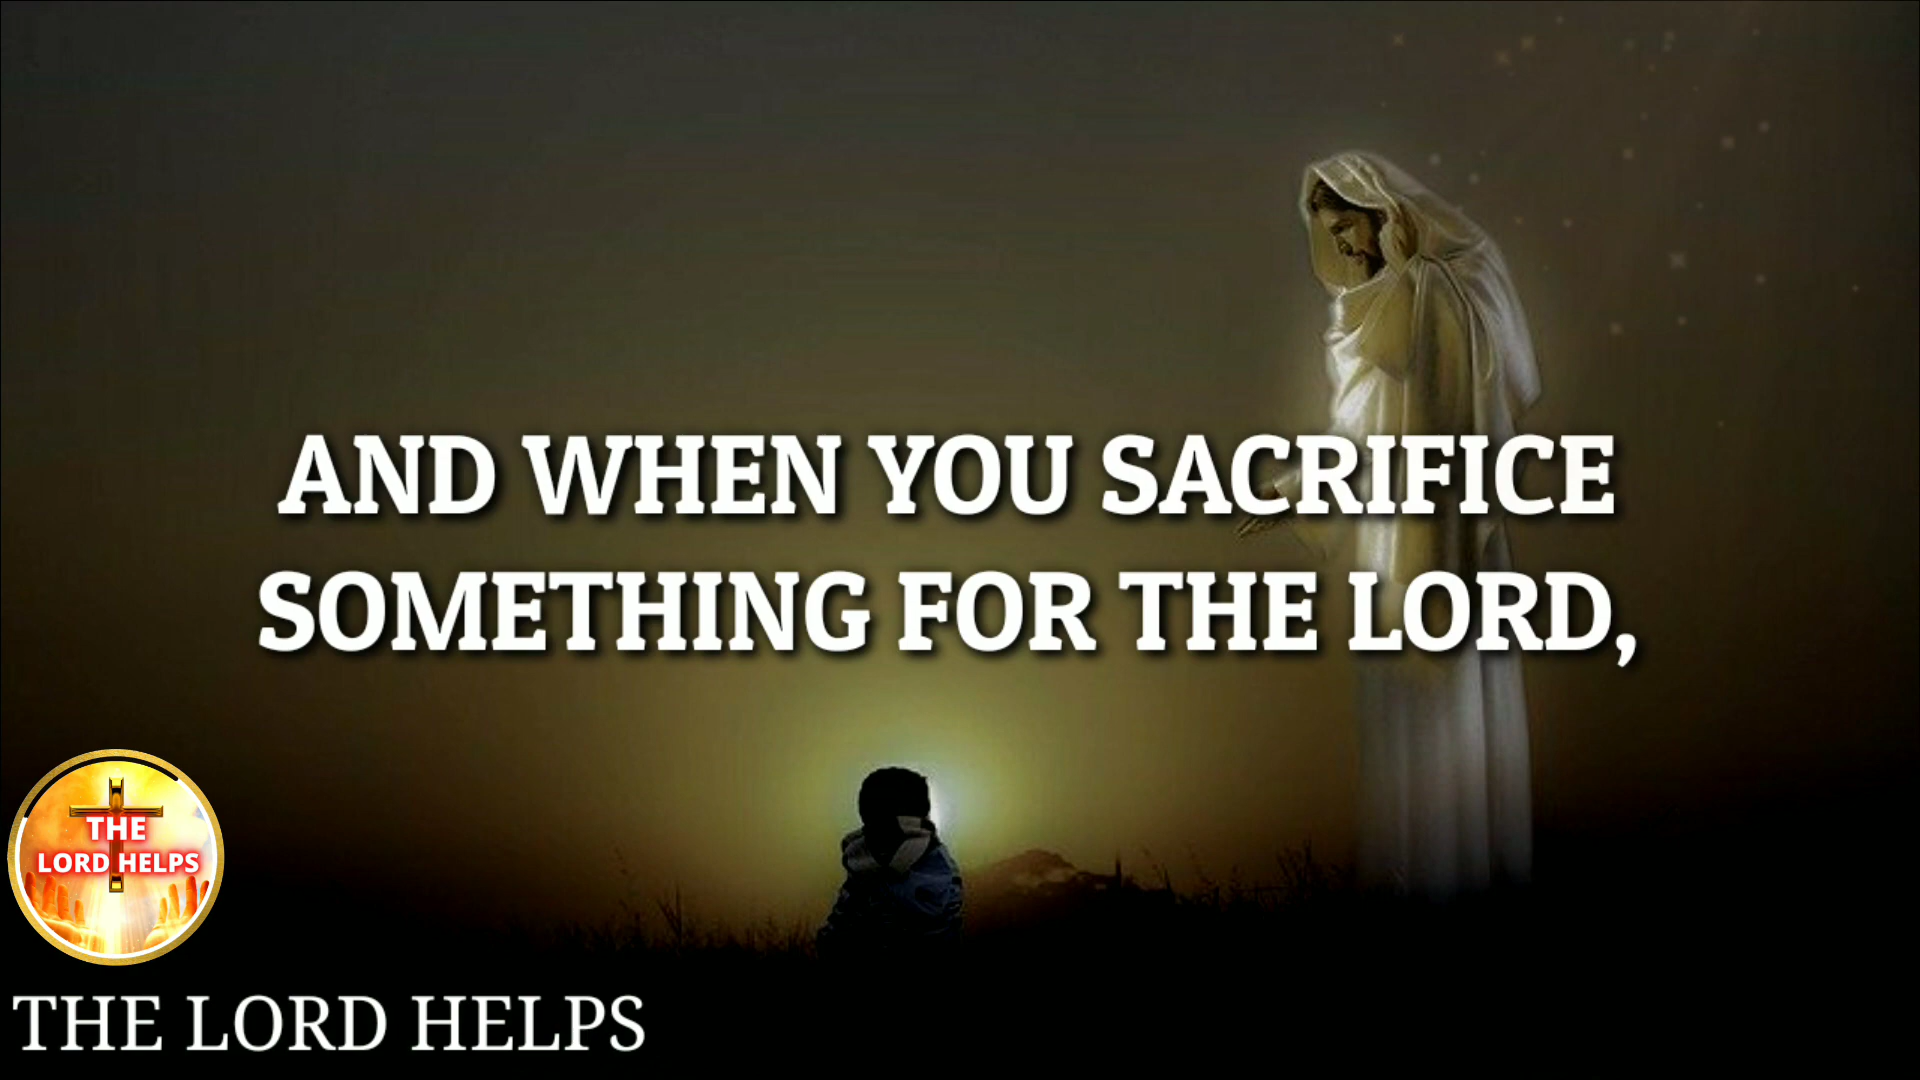 AND WHEN YOU SACRIFICE
SOMETHING FOR THE LORD,
THE
LORD HELPS
THE LORD HELPS